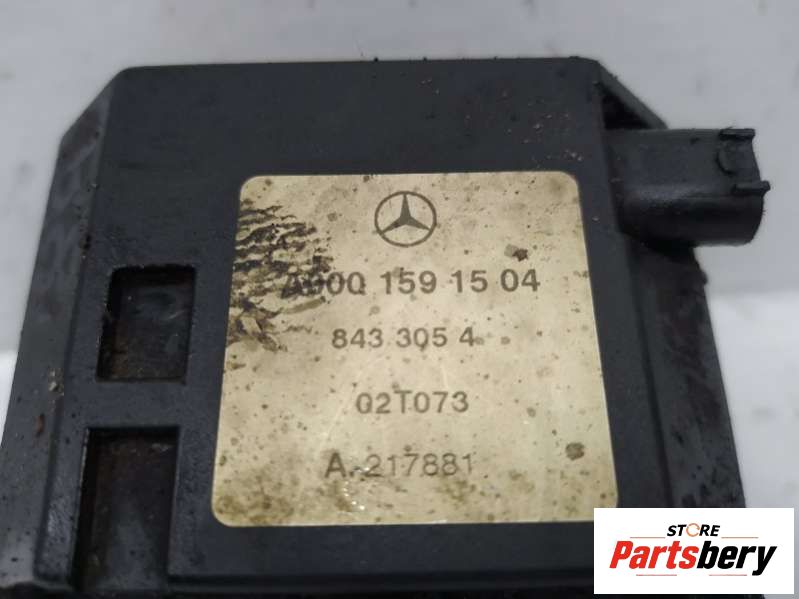 A000 159 15 04
843 305 4
02T073
A. 217881
STORE
Partsbery